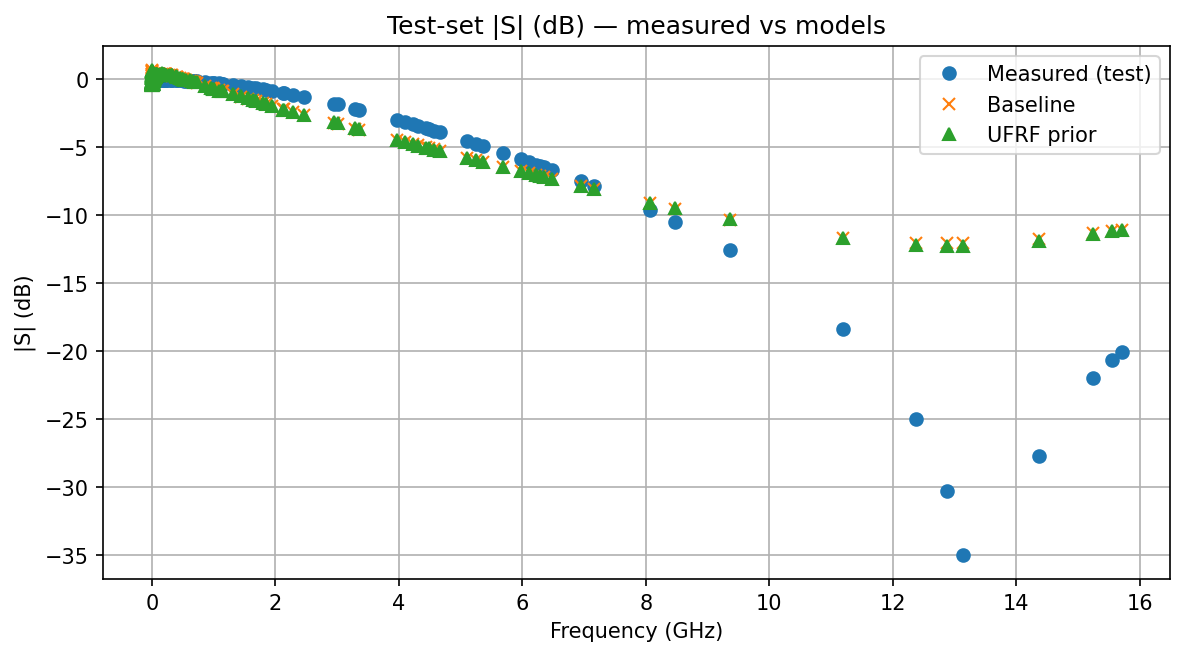 Test-set |S| (dB) — measured vs models
Measured (test)
Baseline
UFRF prior
|S| (dB)
0
−5
−10
−15
−20
−25
−30
−35
0 2 4 6 8 10 12 14 16
Frequency (GHz)